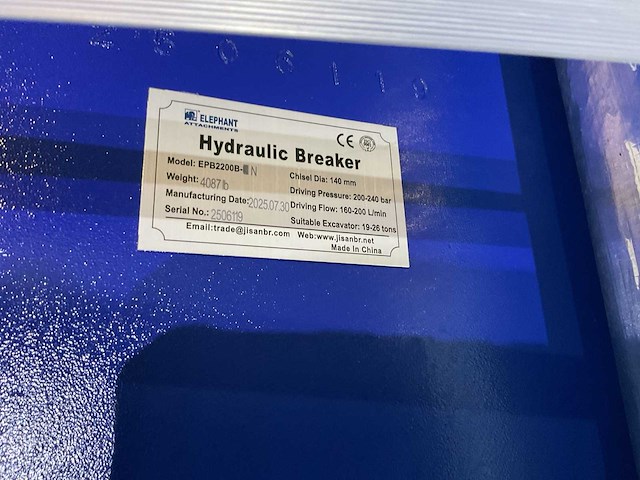 ELEPHANT
ATTACHMENTS
CE
Hydraulic Breaker
Model: EPB2200B- N
Chisel Dia: 140 mm
Weight: 4087 lb
Driving Pressure: 200-240 bar
Manufacturing Date: 2025.07.30
Driving Flow: 160-200 L/min
Serial No.: 2506119
Suitable Excavator: 19-26 tons
Email:trade@jisanbr.com Web:www.jisanbr.net
Made In China